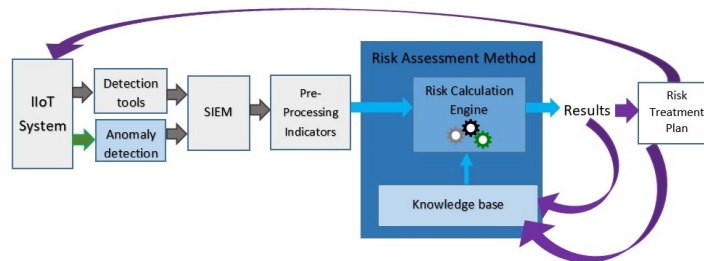 IIoT
System
Detection
tools
Anomaly
detection
SIEM
Pre-
Processing
Indicators
Risk Assessment Method
Risk Calculation
Engine
Knowledge base
Results
Risk
Treatment
Plan